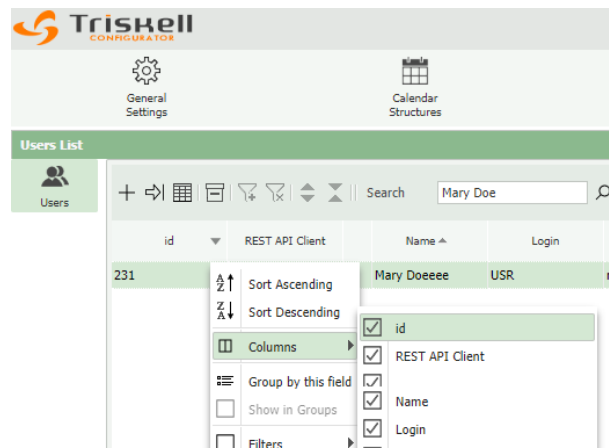 Triskell
CONFIGURATOR
General
Settings
Calendar
Structures
Users List
Users
Search Mary Doe
id REST API Client Name Login
231 Mary Doeeee USR
Sort Ascending
Sort Descending
Columns
id
REST API Client
Group by this field
Name
Show in Groups
Login
Filters